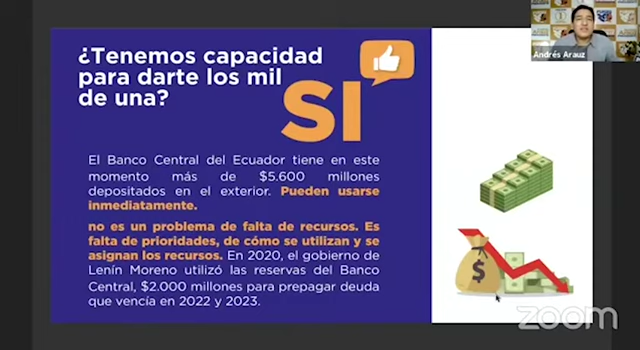 ¿Tenemos capacidad
para darte los mil
de una?
SI
El Banco Central del Ecuador tiene en este
momento más de $5.600 millones
depositados en el exterior. Pueden usarse
inmediatamente.
no es un problema de falta de recursos. Es
falta de prioridades, de cómo se utilizan y se
asignan los recursos. En 2020, el gobierno de
Lenín Moreno utilizó las reservas del Banco
Central, $2.000 millones para prepagar deuda
que vencía en 2022 y 2023.
$
Andrés Arauz
zoom